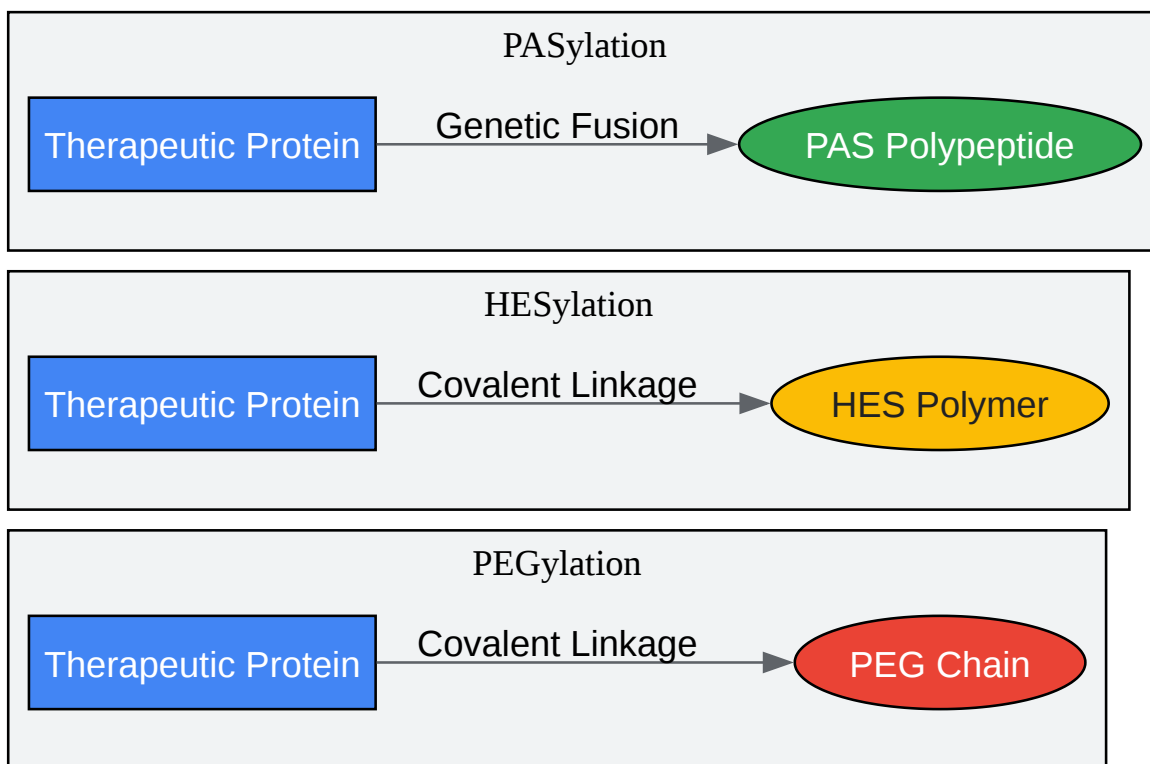 PASylation
Therapeutic Protein
Genetic Fusion
PAS Polypeptide
HESylation
Therapeutic Protein
Covalent Linkage
HES Polymer
PEGylation
Therapeutic Protein
Covalent Linkage
PEG Chain